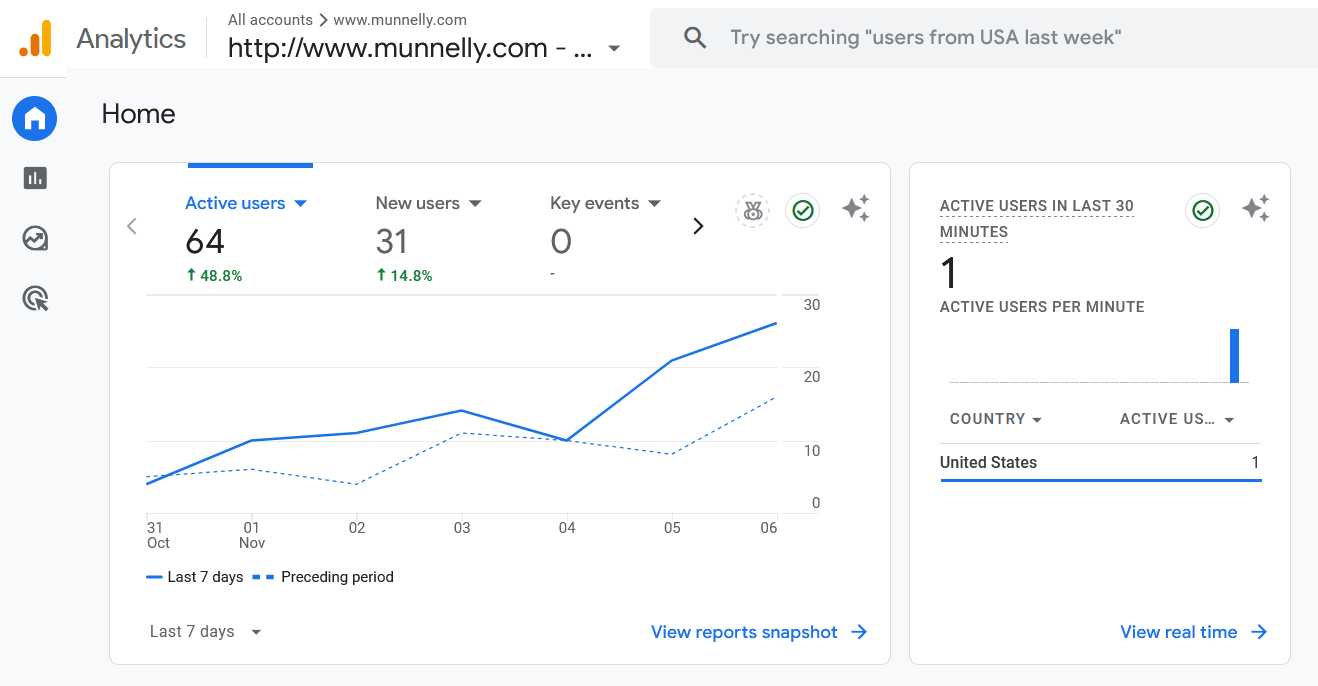 Analytics
All accounts > www.munnelly.com
http://www.munnelly.com - ...
Try searching "users from USA last week"
Home
Active users New users Key events
64 31 0
48.8% 14.8% -
30
20
10
0
31 01 02 03 04 05 06
Oct Nov
Last 7 days Preceding period
Last 7 days View reports snapshot
ACTIVE USERS IN LAST 30
MINUTES
1
ACTIVE USERS PER MINUTE
COUNTRY ACTIVE US...
United States 1
View real time